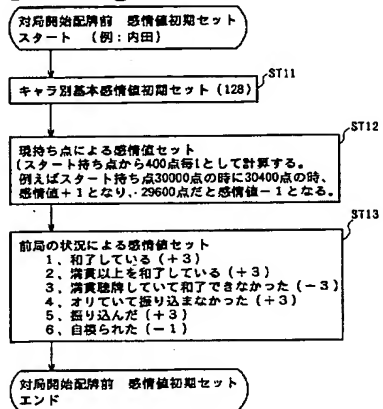 対局開始配牌前　感情値初期セット
スタート　（例：内田）
ST11
キャラ別基本感情値初期セット（128）
ST12
現持ち点による感情値セット
（スタート持ち点から400点毎1として計算する。
例えばスタート持ち点30000点の時に30400点の時、
感情値＋1となり、29600点だと感情値－1となる。
ST13
前局の状況による感情値セット
1、和了している（＋3）
2、満貫以上を和了している（＋3）
3、満貫聴牌していて和了できなかった（－3）
4、オリていて振り込まなかった（＋3）
5、振り込んだ（＋3）
6、自模られた（－1）
対局開始配牌前　感情値初期セット
エンド